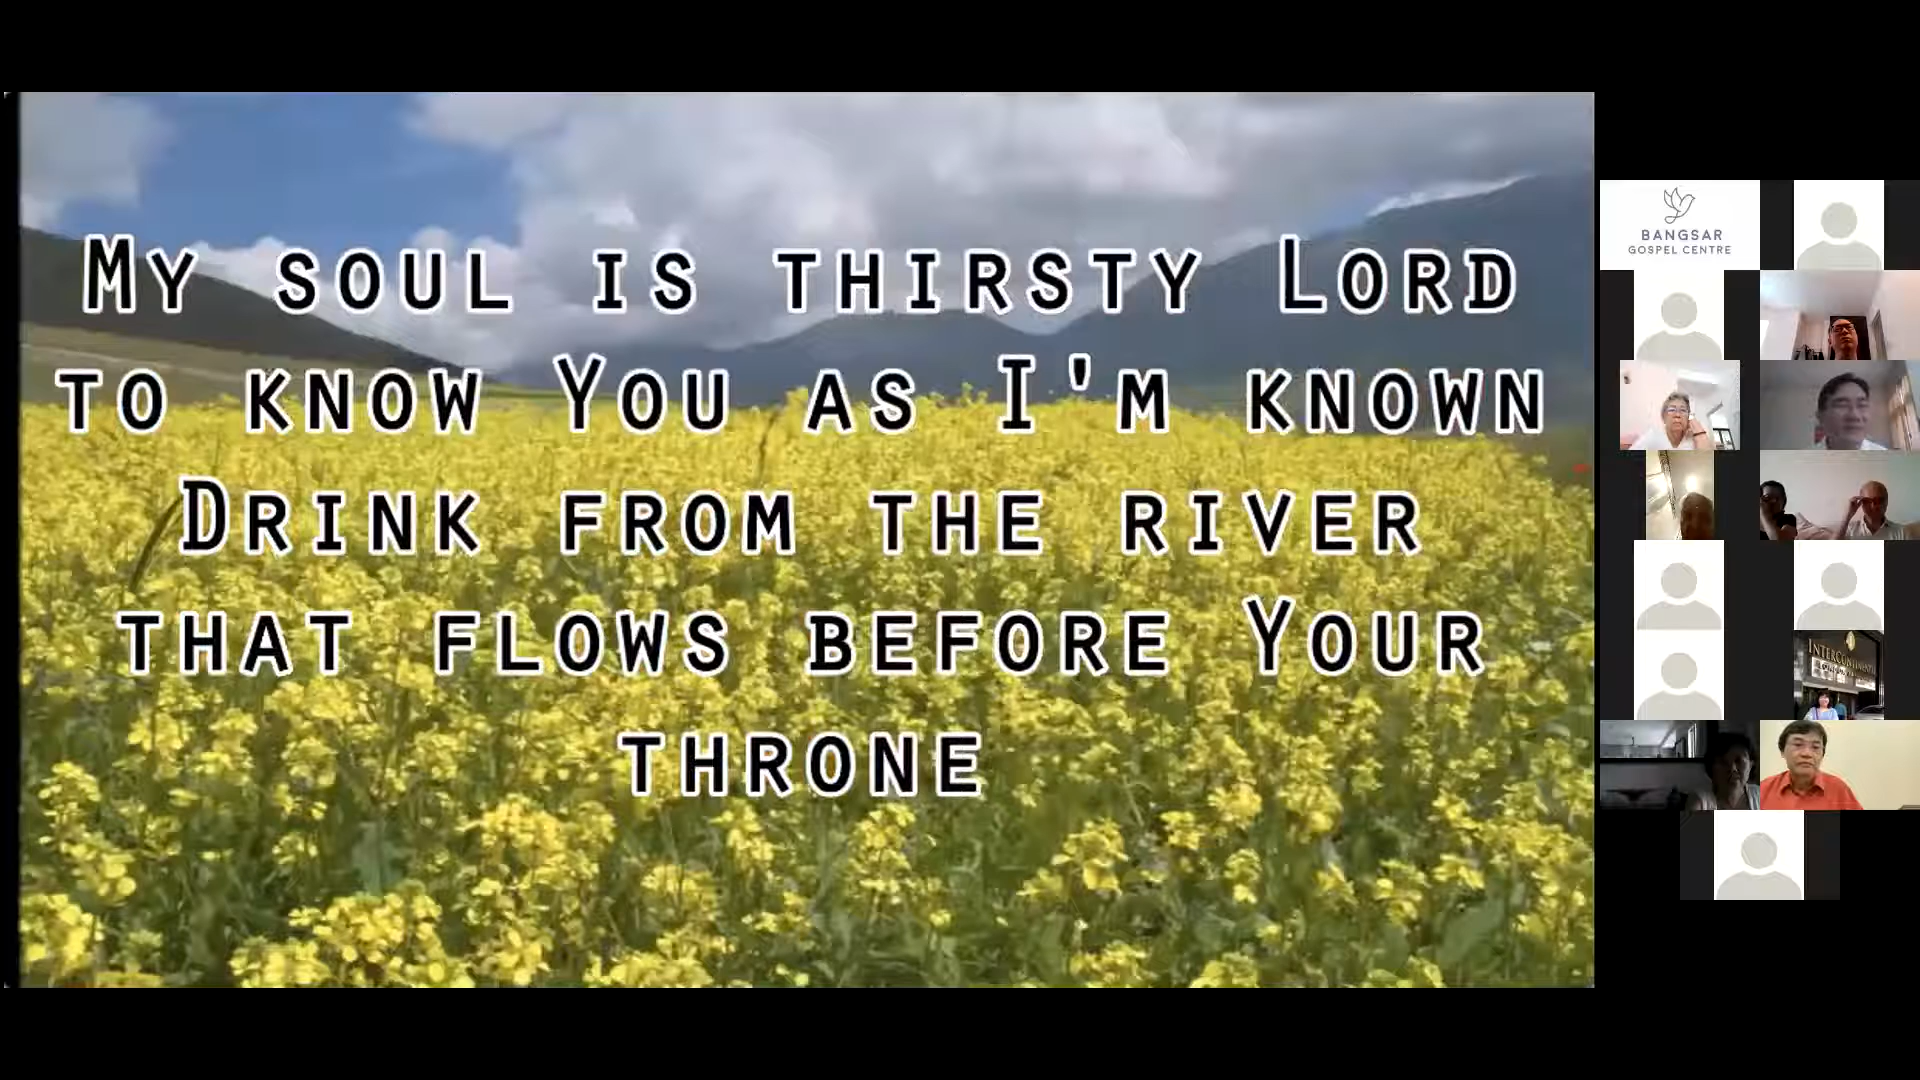 My soul is thirsty Lord
to know You as I'm known
Drink from the river
that flows before Your
throne
BANGSAR
GOSPEL CENTRE